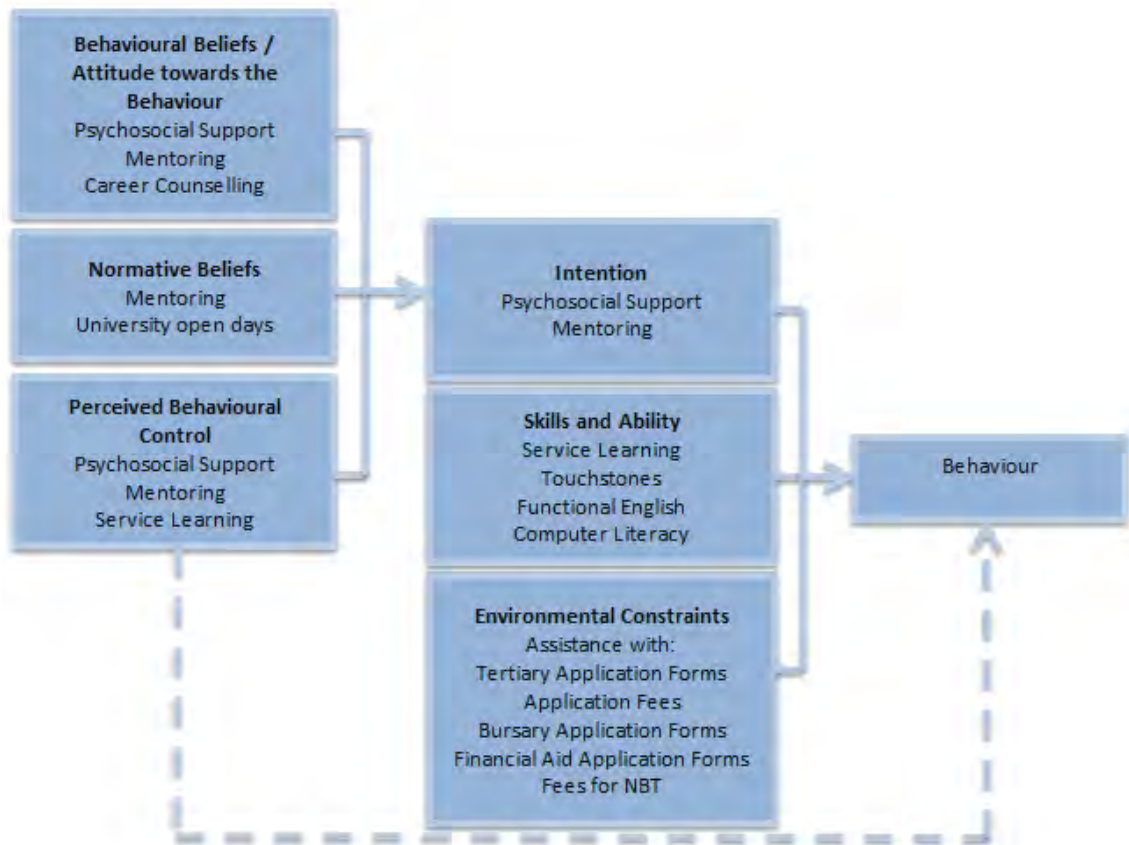 Behavioural Beliefs /
Attitude towards the
Behaviour
Psychosocial Support
Mentoring
Career Counselling
Normative Beliefs
Mentoring
University open days
Perceived Behavioural
Control
Psychosocial Support
Mentoring
Service Learning
Intention
Psychosocial Support
Mentoring
Skills and Ability
Service Learning
Touchstones
Functional English
Computer Literacy
Environmental Constraints
Assistance with:
Tertiary Application Forms
Application Fees
Bursary Application Forms
Financial Aid Application Forms
Fees for NBT
Behaviour